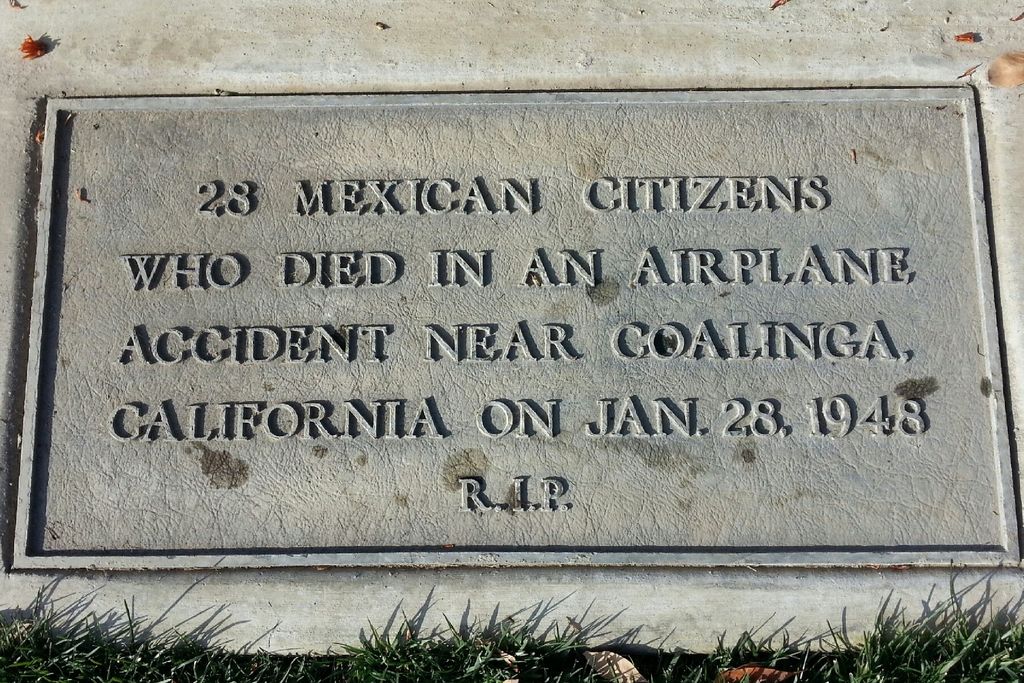 28 MEXICAN CITIZENS
WHO DIED IN AN AIRPLANE
ACCIDENT NEAR COALINGA,
CALIFORNIA ON JAN. 28, 1948
R.I.P.